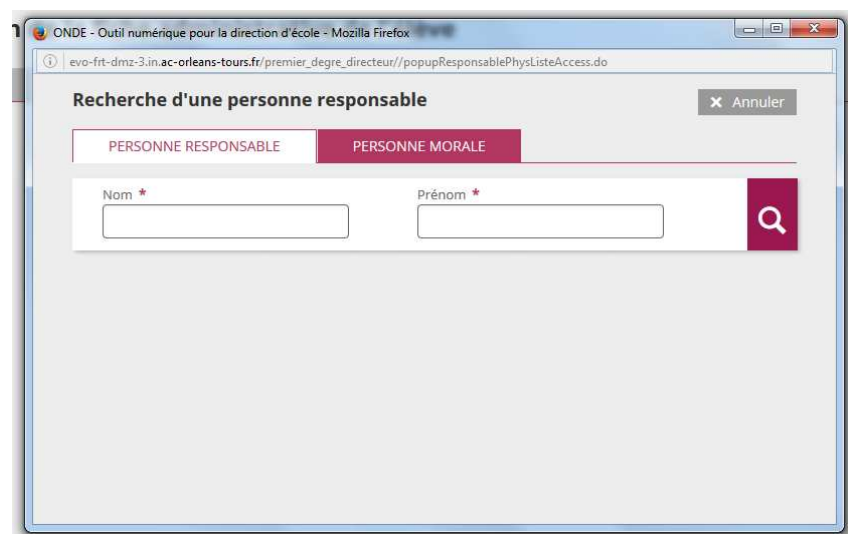 ONDE - Outil numérique pour la direction d'école - Mozilla Firefox
evo-frt-dmz-3.in.ac-orleans-tours.fr/premier_degre_directeur//popupResponsablePhysListeAccess.do
Recherche d'une personne responsable
× Annuler
PERSONNE RESPONSABLE PERSONNE MORALE
Nom * Prénom *